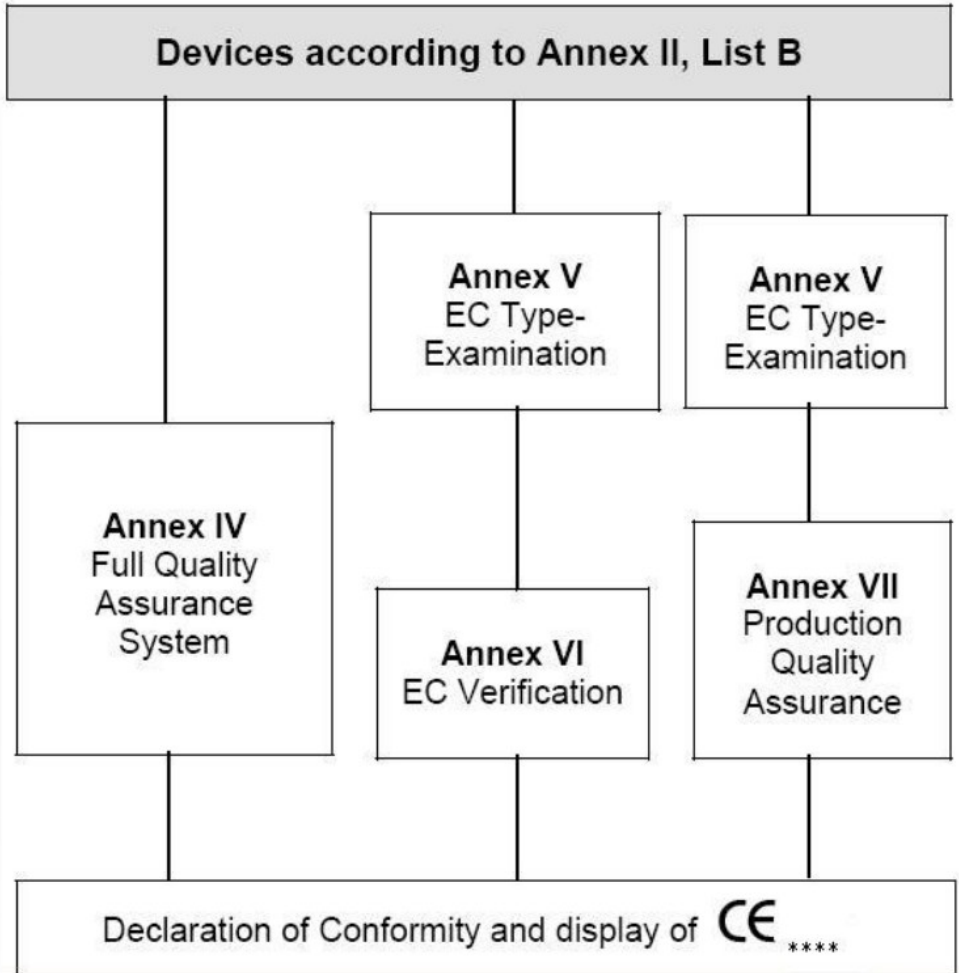 Devices according to Annex II, List B
Annex IV
Full Quality
Assurance
System
Annex V
EC Type-
Examination
Annex VI
EC Verification
Annex V
EC Type-
Examination
Annex VII
Production
Quality
Assurance
Declaration of Conformity and display of CE ****